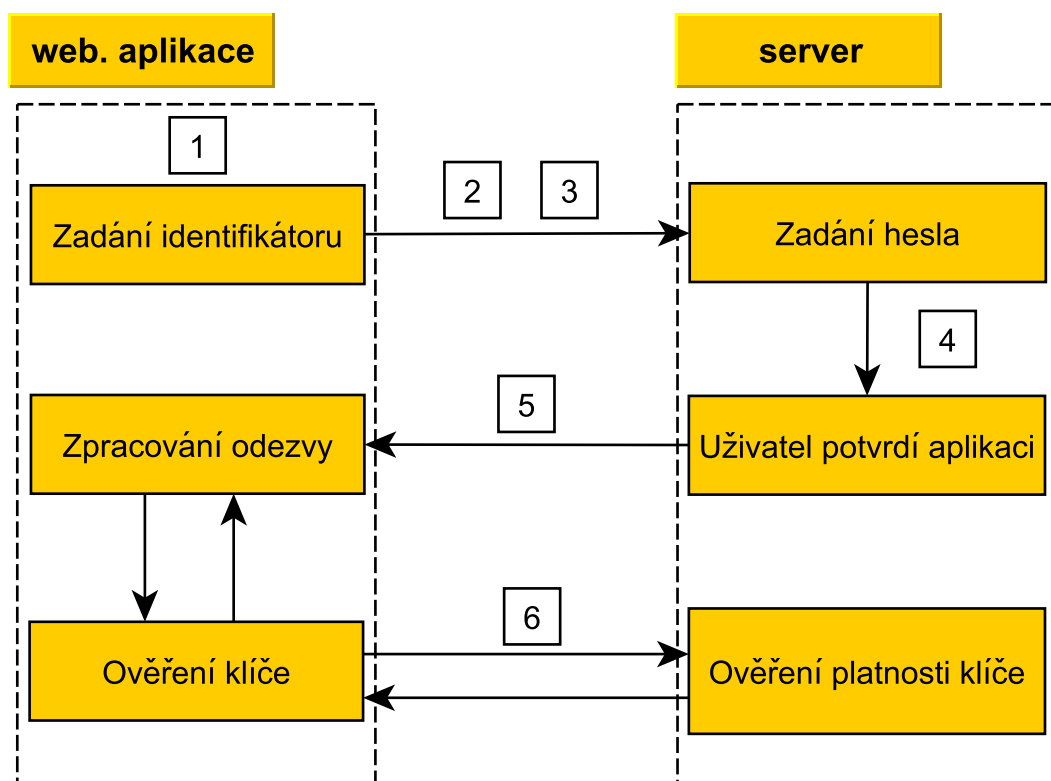 web. aplikace
server
1
2
3
Zadání identifikátoru
Zadání hesla
4
5
Zpracování odezvy
Uživatel potvrdí aplikaci
6
Ověření klíče
Ověření platnosti klíče